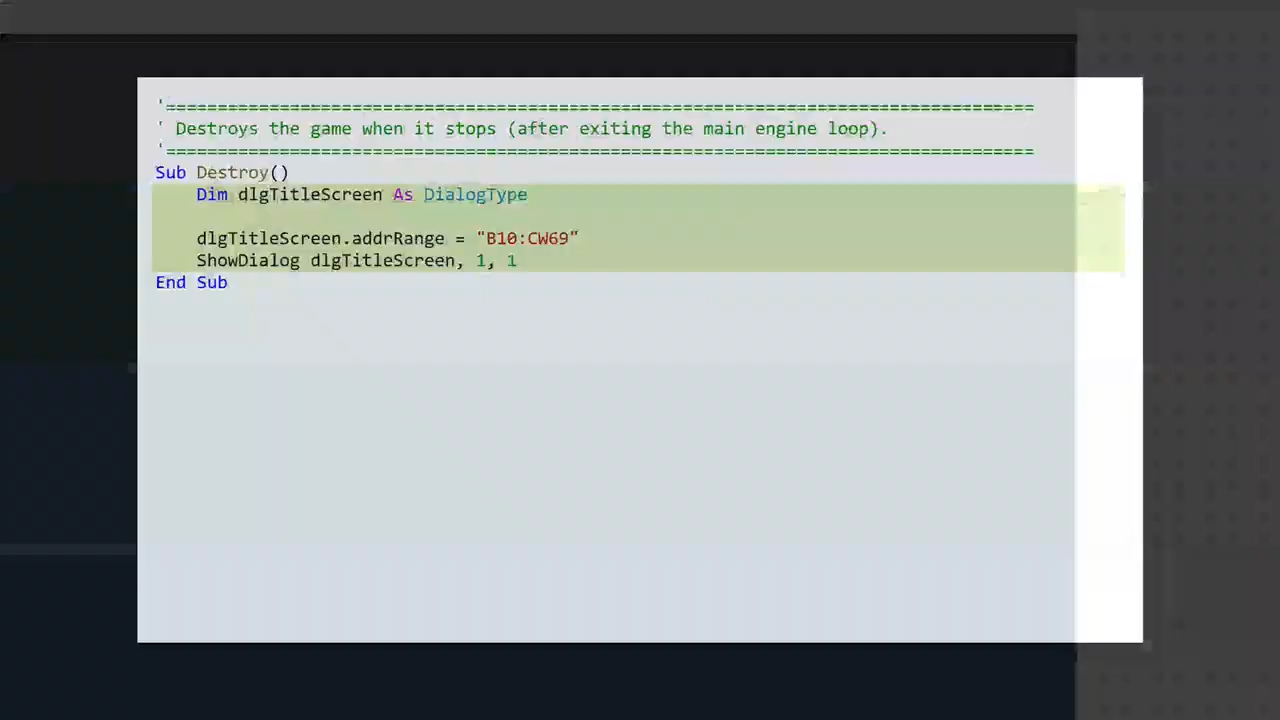 '====================================================================================
' Destroys the game when it stops (after exiting the main engine loop).
'====================================================================================
Sub Destroy()
    Dim dlgTitleScreen As DialogType

    dlgTitleScreen.addrRange = "B10:CW69"
    ShowDialog dlgTitleScreen, 1, 1
End Sub